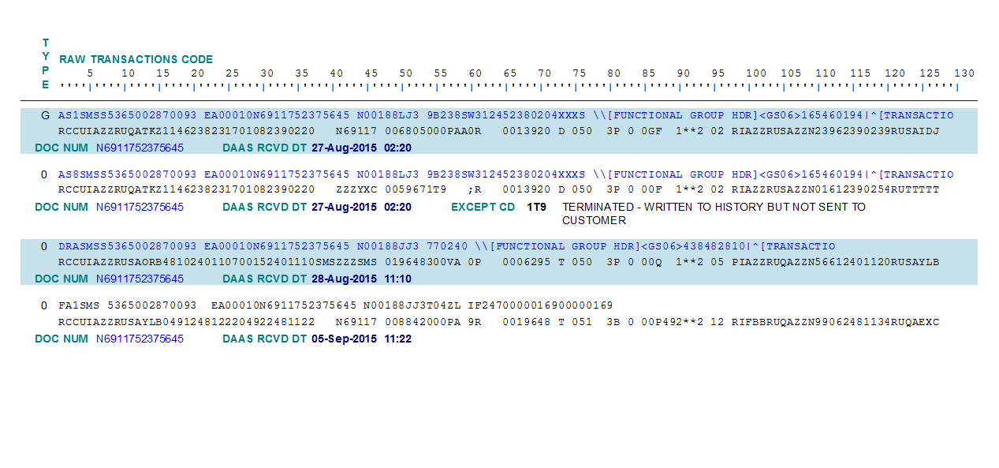 T
Y
P
E
RAW TRANSACTIONS CODE
5 10 15 20 25 30 35 40 45 50 55 60 65 70 75 80 85 90 95 100 105 110 115 120 125 130
G AS1SMSS5365002870093 EA00010N6911752375645 N00188LJ3 9B238SW312452380204XXXS \\[FUNCTIONAL GROUP HDR]<GS06>165460194|^[TRANSACTIO
RCCUIAZZRUQATKZ1146238231701082390220 N69117 006805000PAA0R 0013920 D 050 3P 0 00GF 1**2 02 RIAZZRUSAZZN23962390239RUSAIDJ
DOC NUM N6911752375645 DAAS RCVD DT 27-Aug-2015 02:20
0 AS8SMSS5365002870093 EA00010N6911752375645 N00188LJ3 9B238SW312452380204XXXS \\[FUNCTIONAL GROUP HDR]<GS06>165460194|^[TRANSACTIO
RCCUIAZZRUQATKZ1146238231701082390220 ZZZYXC 0059671T9 ;R 0013920 D 050 3P 0 00F 1**2 02 RIAZZRUSAZZN01612390254RUTTTTT
DOC NUM N6911752375645 DAAS RCVD DT 27-Aug-2015 02:20 EXCEPT CD 1T9 TERMINATED - WRITTEN TO HISTORY BUT NOT SENT TO
CUSTOMER
0 DRASMSS5365002870093 EA00010N6911752375645 N00188JJ3 770240 \\[FUNCTIONAL GROUP HDR]<GS06>438482810|^[TRANSACTIO
RCCUIAZZRUSAORB48102401107001524011​10SMSZZZSMS 019648300VA 0P 0006295 T 050 3P 0 00Q 1**2 05 PIAZZRUQAZZN56612401120RUSAYLB
DOC NUM N6911752375645 DAAS RCVD DT 28-Aug-2015 11:10
0 FA1SMS 5365002870093 EA00010N6911752375645 N00188JJ3T04ZL IF2470000016900000169
RCCUIAZZRUSAYLB0491248122204922481122 N69117 008842000PA 9R 0019648 T 051 3B 0 00P492**2 12 RIFBBRUQAZZN99062481134RUQAEXC
DOC NUM N6911752375645 DAAS RCVD DT 05-Sep-2015 11:22